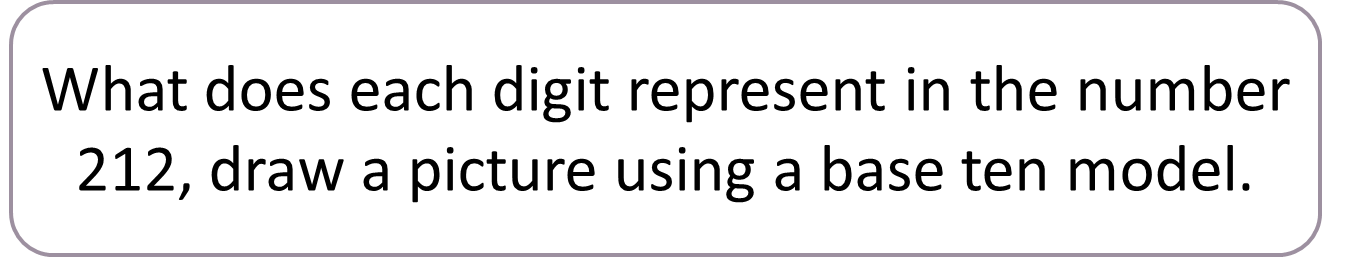 What does each digit represent in the number
212, draw a picture using a base ten model.